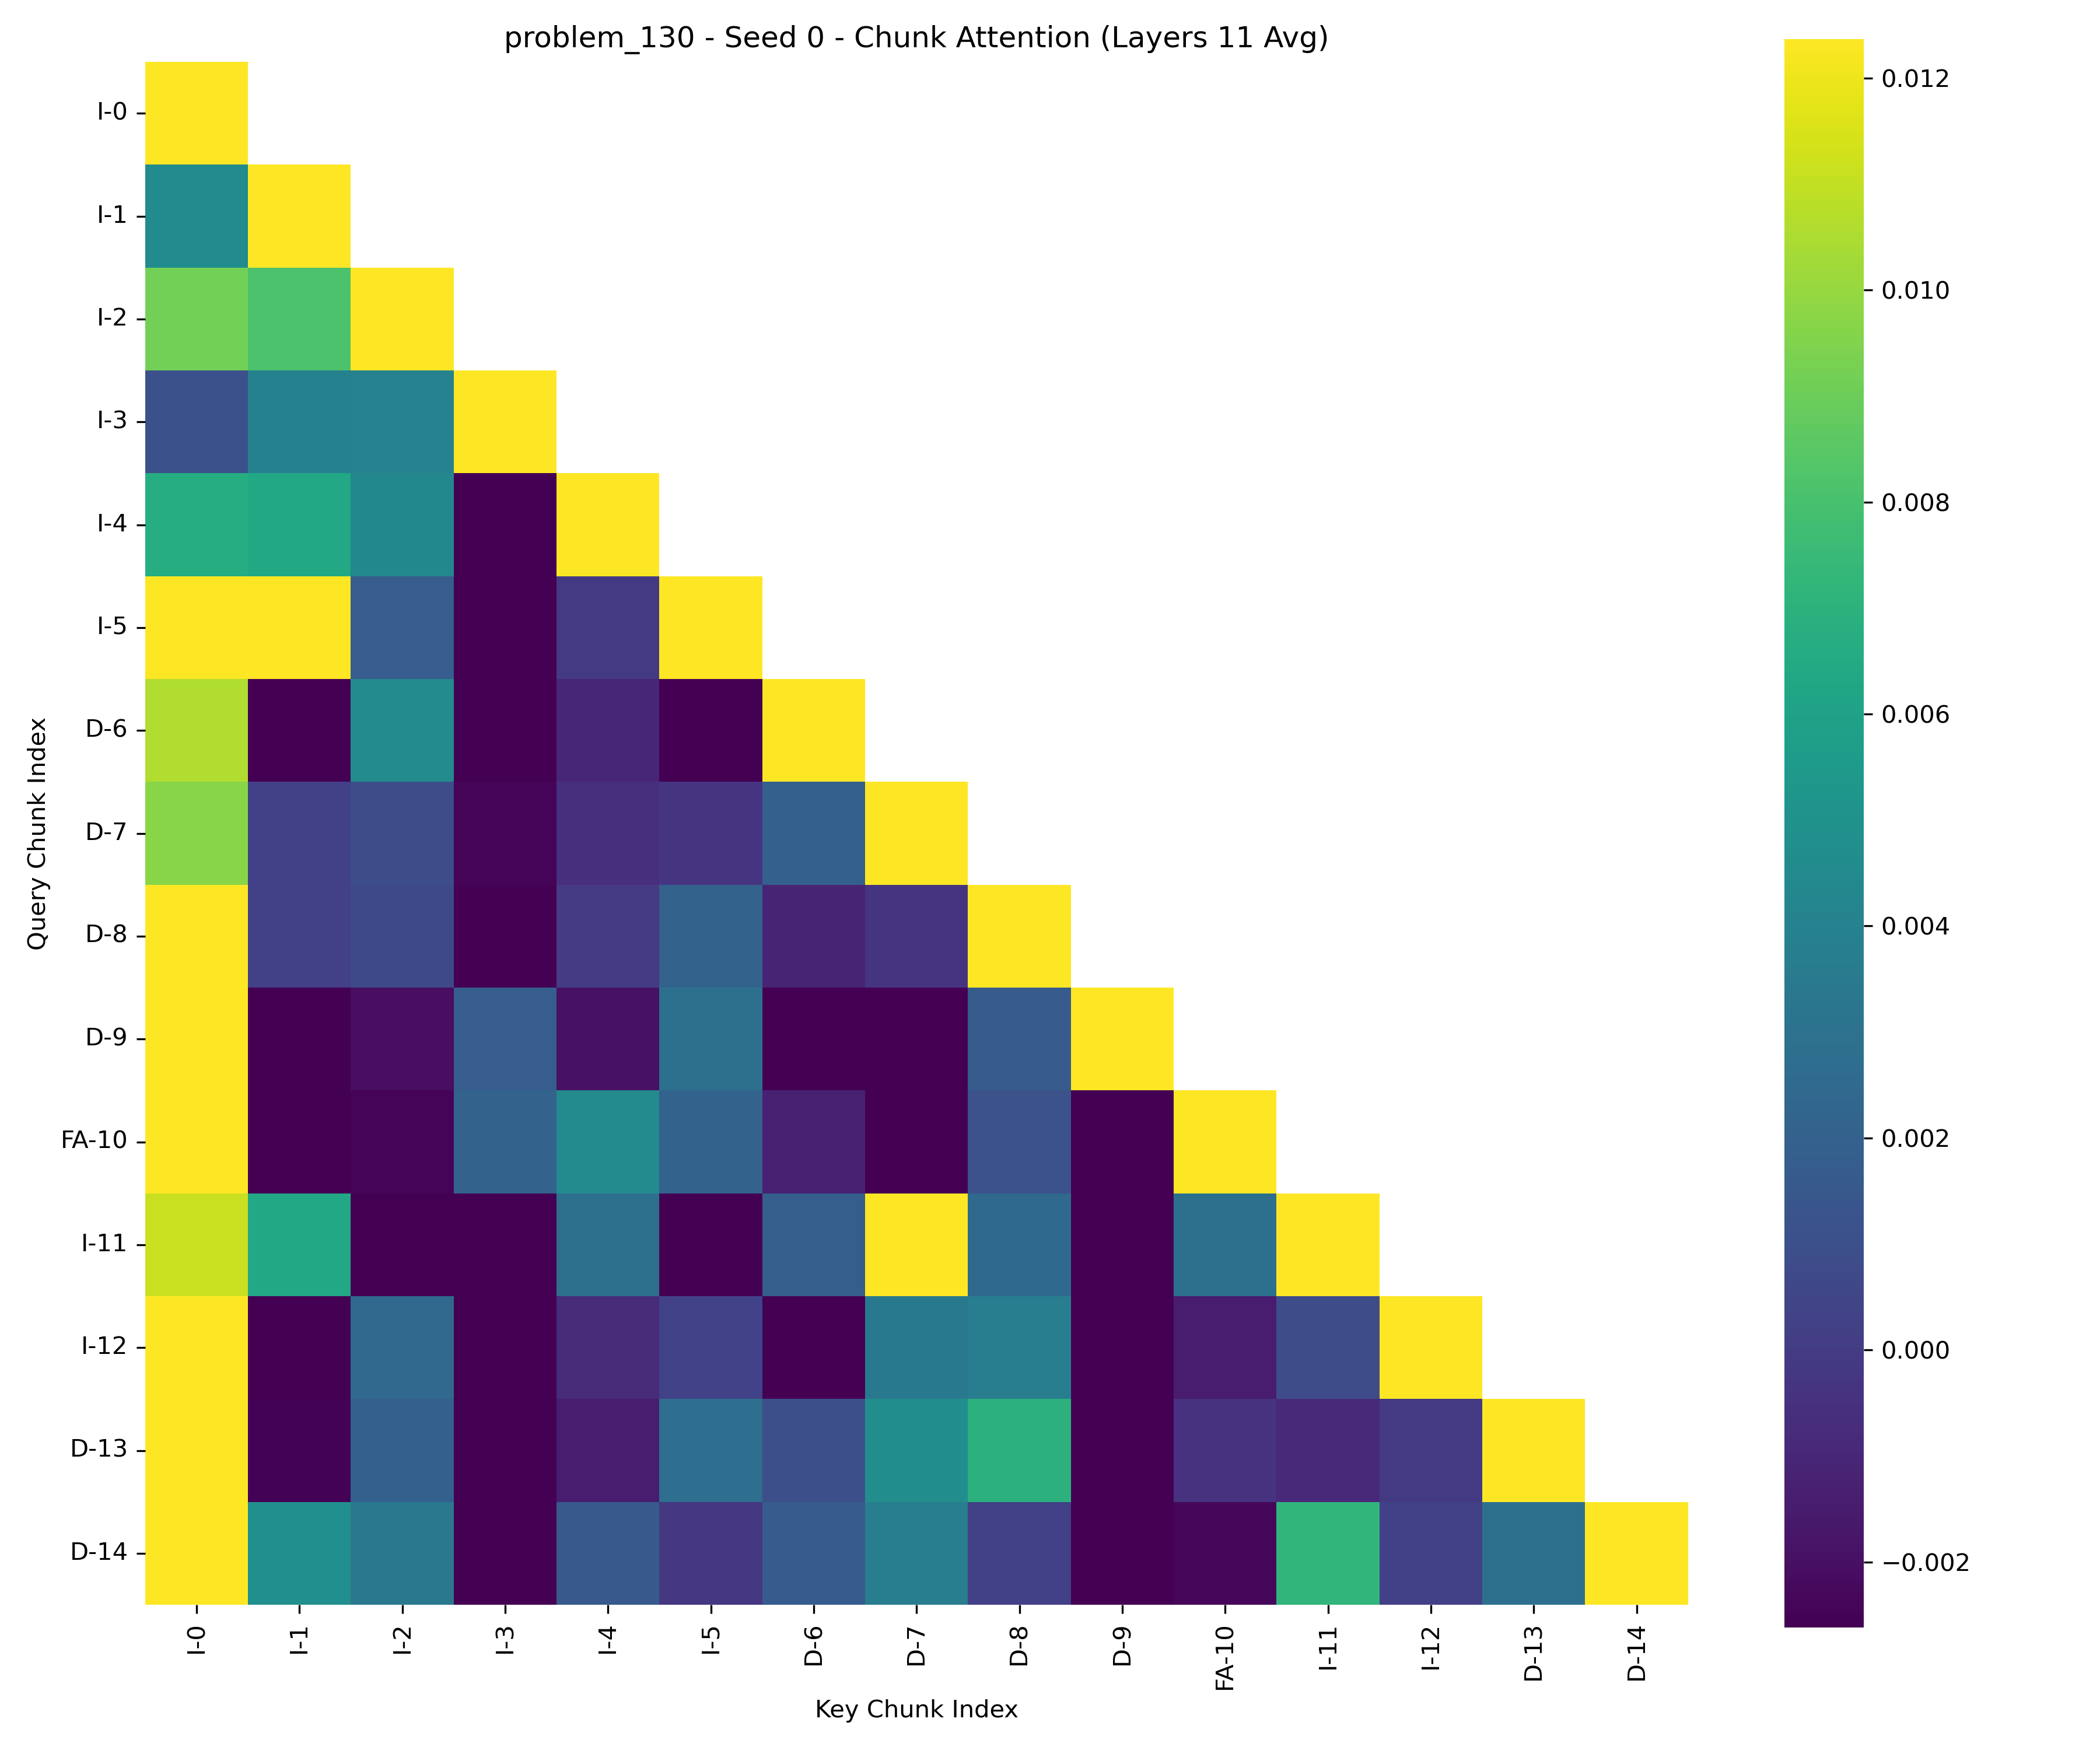 problem_130 - Seed 0 - Chunk Attention (Layers 11 Avg)
Query Chunk Index
I-0
I-1
I-2
I-3
I-4
I-5
D-6
D-7
D-8
D-9
FA-10
I-11
I-12
D-13
D-14
I-0
I-1
I-2
I-3
I-4
I-5
D-6
D-7
D-8
D-9
FA-10
I-11
I-12
D-13
D-14
Key Chunk Index
0.012
0.010
0.008
0.006
0.004
0.002
0.000
−0.002